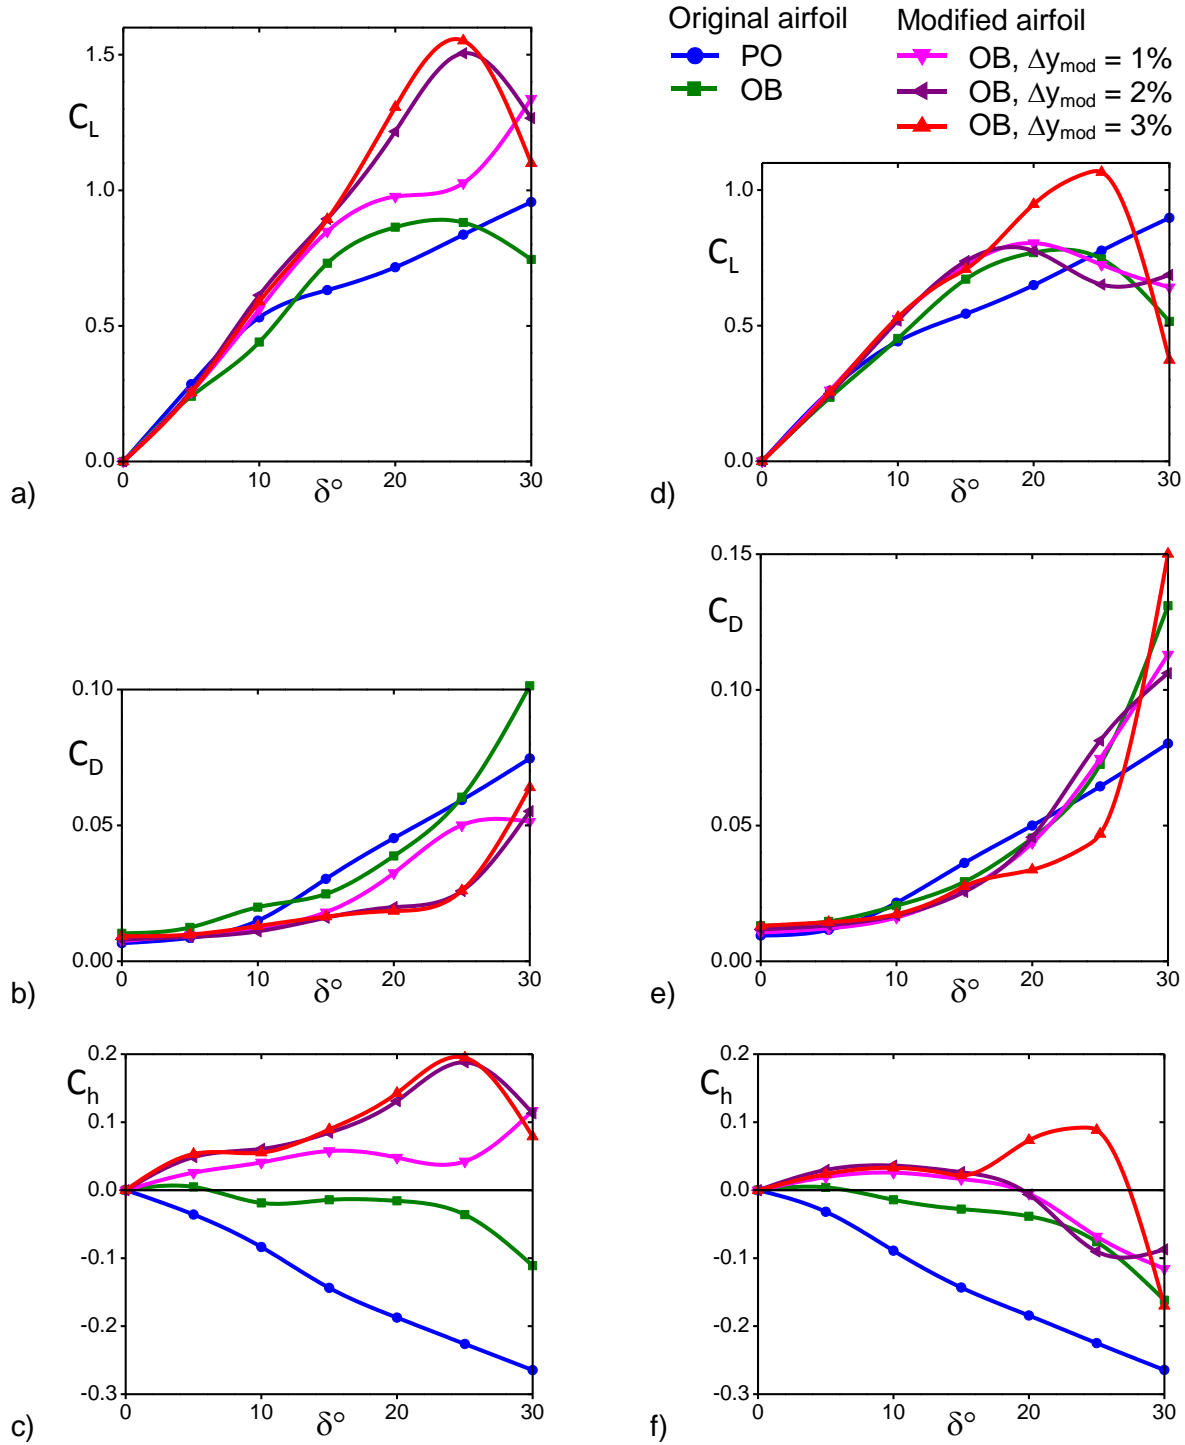 Original airfoil
PO
OB
Modified airfoil
OB, Δymod = 1%
OB, Δymod = 2%
OB, Δymod = 3%
1.5
1.0
0.5
0.0
CL
0 10 20 30
δ°
a)
1.0
0.5
0.0
CL
0 10 20 30
δ°
d)
0.10
0.05
0.00
CD
0 10 20 30
δ°
b)
0.15
0.10
0.05
0.00
CD
0 10 20 30
δ°
e)
0.2
0.1
0.0
-0.1
-0.2
-0.3
Ch
0 10 20 30
δ°
c)
0.2
0.1
0.0
-0.1
-0.2
-0.3
Ch
0 10 20 30
δ°
f)